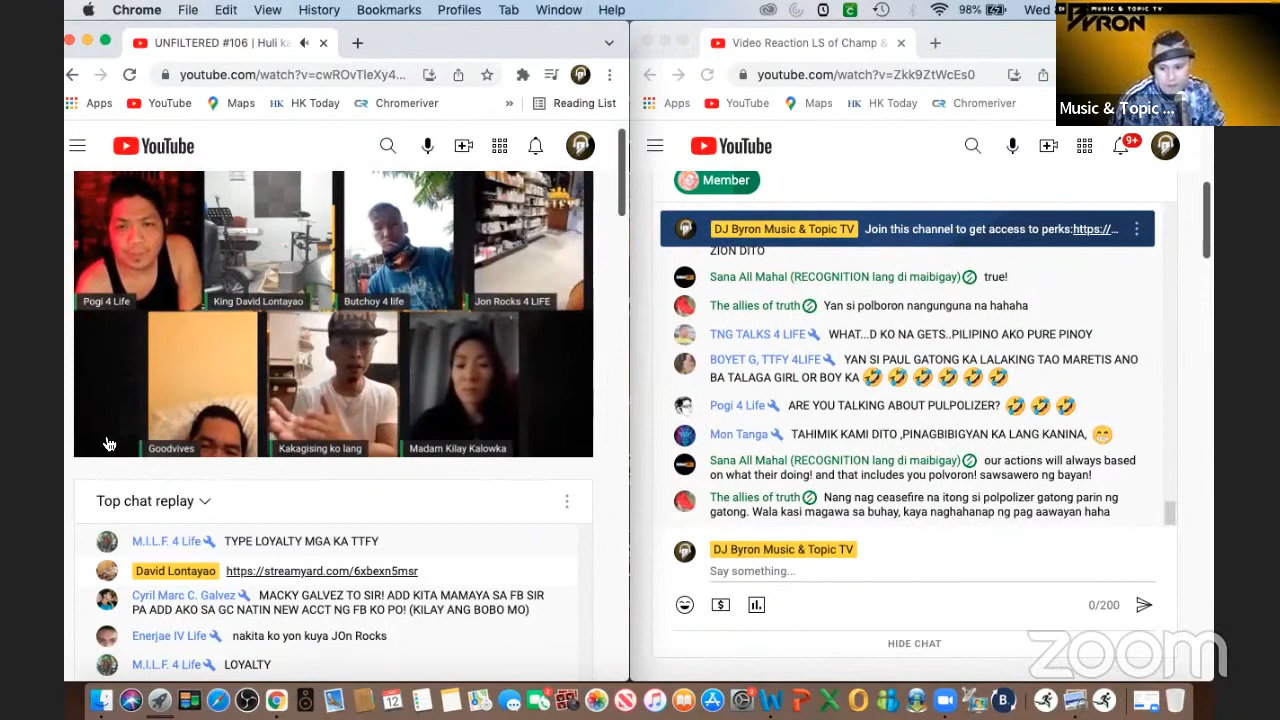 Chrome File Edit View History Bookmarks Profiles Tab Window Help
98%
Wed
DJ BYRON MUSIC & TOPIC TV
Music & Topic ...
UNFILTERED #106 | Huli ka
Video Reaction LS of Champ &
youtube.com/watch?v=cwROvTleXy4...
youtube.com/watch?v=Zkk9ZtWcEs0
Apps YouTube Maps HK HK Today CR Chromeriver » Reading List
Apps YouTube Maps HK HK Today CR Chromeriver
YouTube
YouTube
9+
Pogi 4 Life
King David Lontayao
Butchoy 4 life
Jon Rocks 4 LIFE
Goodvives
Kakagising ko lang
Madam Kilay Kalowka
Top chat replay
M.I.L.F. 4 Life TYPE LOYALTY MGA KA TTFY
David Lontayao https://streamyard.com/6xbexn5msr
Cyril Marc C. Galvez MACKY GALVEZ TO SIR! ADD KITA MAMAYA SA FB SIR
PA ADD AKO SA GC NATIN NEW ACCT NG FB KO PO! (KILAY ANG BOBO MO)
Enerjae IV Life nakita ko yon kuya JOn Rocks
M.I.L.F. 4 Life LOYALTY
Member
DJ Byron Music & Topic TV Join this channel to get access to perks:https://...
ZION DITO
Sana All Mahal (RECOGNITION lang di maibigay) true!
The allies of truth Yan si polboron nangunguna na hahaha
TNG TALKS 4 LIFE WHAT...D KO NA GETS..PILIPINO AKO PURE PINOY
BOYET G, TTFY 4LIFE YAN SI PAUL GATONG KA LALAKING TAO MARETIS ANO
BA TALAGA GIRL OR BOY KA 🤣 🤣 🤣 🤣 🤣 🤣
Pogi 4 Life ARE YOU TALKING ABOUT PULPOLIZER? 🤣 🤣 🤣
Mon Tanga TAHIMIK KAMI DITO ,PINAGBIBIGYAN KA LANG KANINA, 😁
Sana All Mahal (RECOGNITION lang di maibigay) our actions will always based
on what their doing! and that includes you polvoron! sawsawero ng bayan!
The allies of truth Nang nag ceasefire na itong si polpolizer gatong parin ng
gatong. Wala kasi magawa sa buhay, kaya naghahanap ng pag aawayan haha
DJ Byron Music & Topic TV
Say something...
0/200
HIDE CHAT
zoom